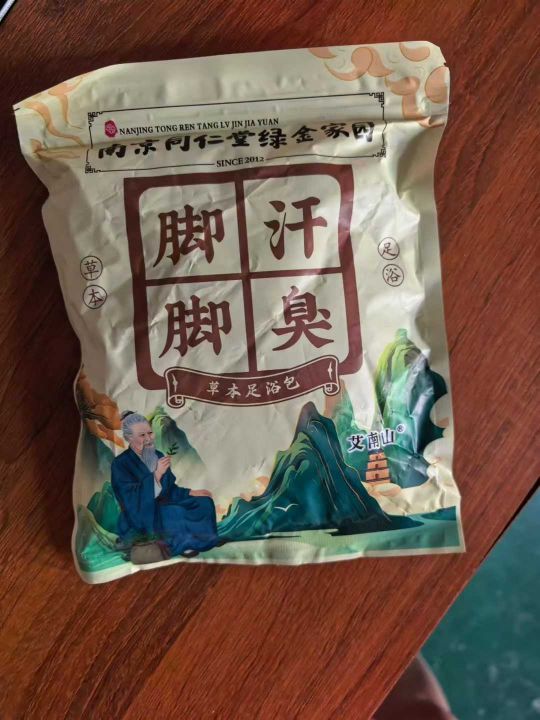 NANJING TONG REN TANG LV JIN JIA YUAN
南京同仁堂绿金家园
SINCE 2012
脚汗
脚臭
草本
足浴
草本足浴包
艾南山®